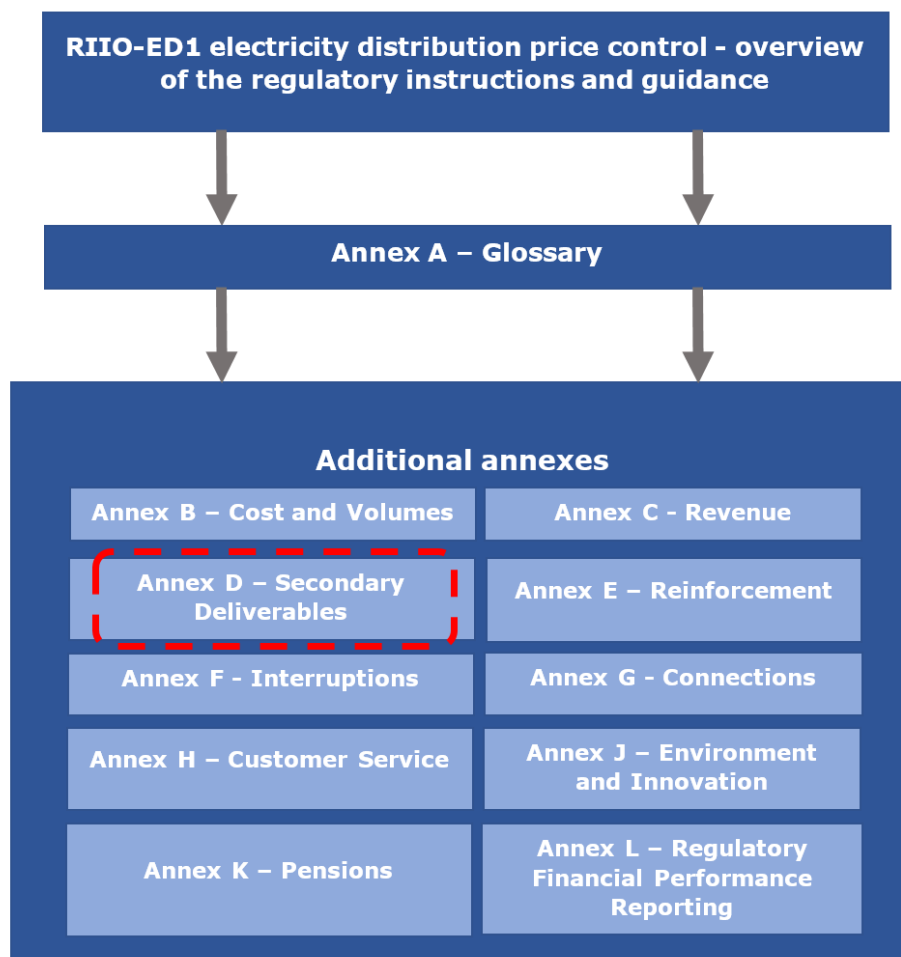 RIIO-ED1 electricity distribution price control - overview
of the regulatory instructions and guidance
Annex A – Glossary
Additional annexes
Annex B – Cost and Volumes
Annex C - Revenue
Annex D – Secondary
Deliverables
Annex E – Reinforcement
Annex F - Interruptions
Annex G - Connections
Annex H – Customer Service
Annex J – Environment
and Innovation
Annex K – Pensions
Annex L – Regulatory
Financial Performance
Reporting